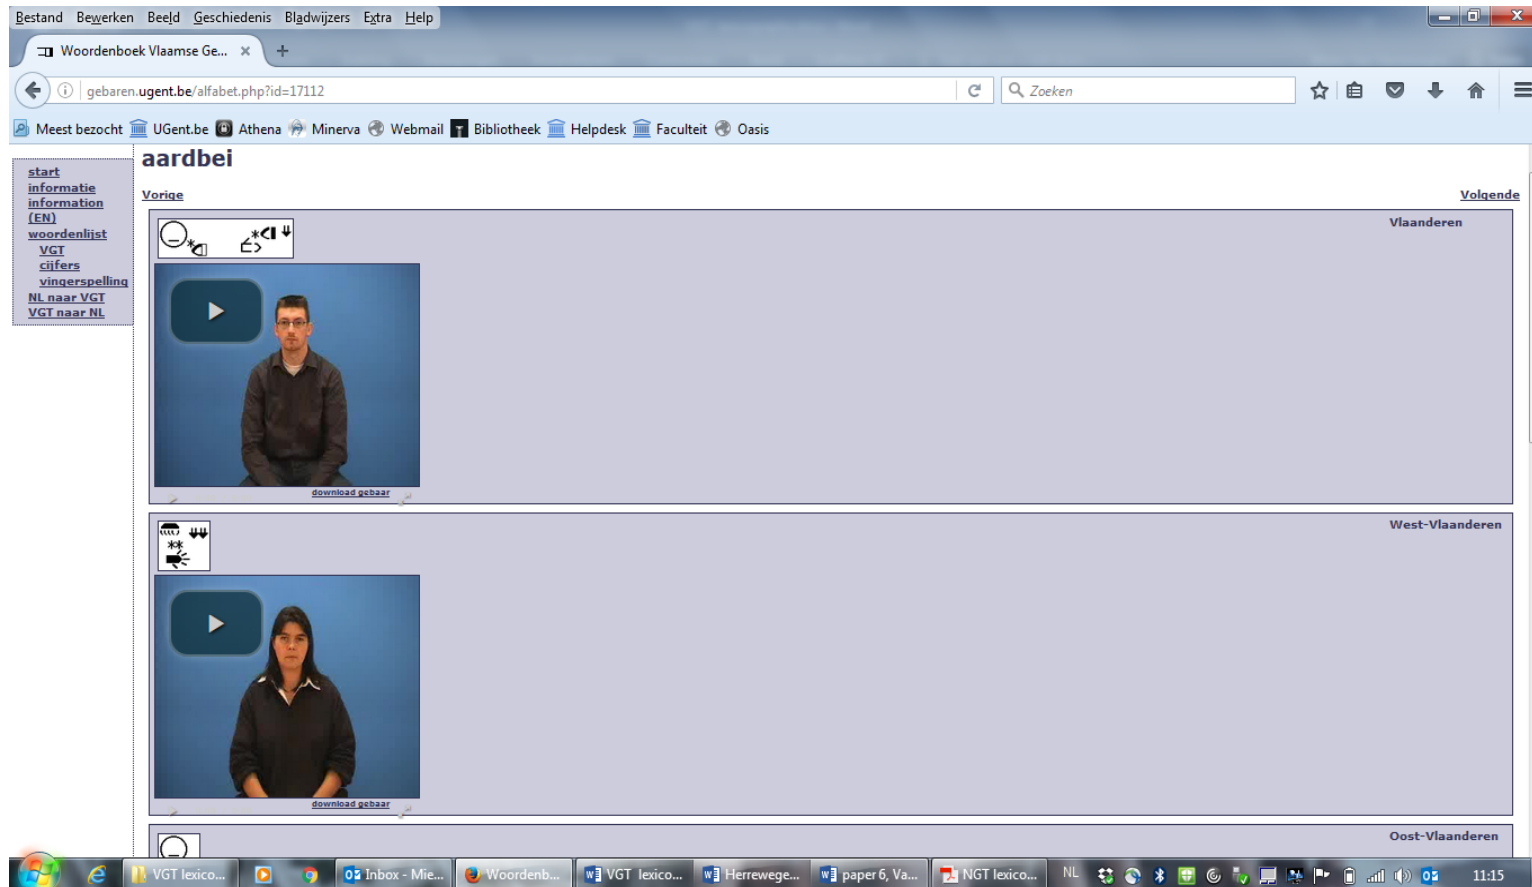 Bestand Bewerken Beeld Geschiedenis Bladwijzers Extra Help
Woordenboek Vlaamse Ge... × +
gebaren.ugent.be/alfabet.php?id=17112
Zoeken
Meest bezocht UGent.be Athena Minerva Webmail Bibliotheek Helpdesk Faculteit Oasis
start
informatie
information
(EN)
woordenlijst
VGT
cijfers
vingerspelling
NL naar VGT
VGT naar NL
aardbei
Vorige Volgende
Vlaanderen
download gebaar
West-Vlaanderen
download gebaar
Oost-Vlaanderen
VGT lexico... Inbox - Mie... Woordenb... VGT lexico... Herrewege... paper 6, Va... NGT lexico... NL 11:15